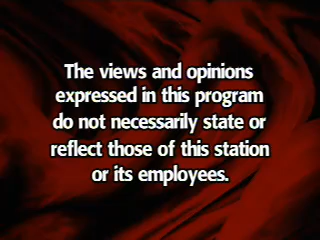 The views and opinions
expressed in this program
do not necessarily state or
reflect those of this station
or its employees.